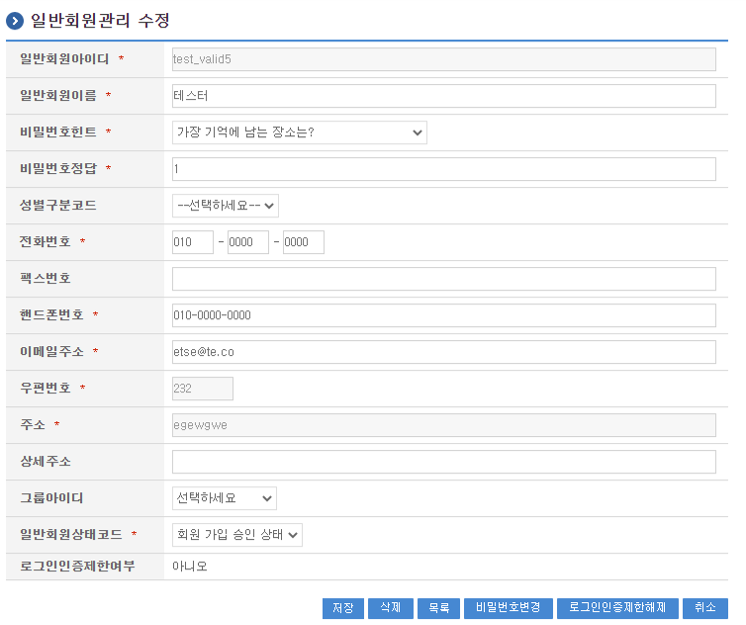 일반회원관리 수정
일반회원아이디 * test_valid5
일반회원이름 * 테스터
비밀번호힌트 * 가장 기억에 남는 장소는?
비밀번호정답 * 1
성별구분코드 --선택하세요--
전화번호 * 010 - 0000 - 0000
팩스번호
핸드폰번호 * 010-0000-0000
이메일주소 * etse@te.co
우편번호 * 232
주소 * egewgwe
상세주소
그룹아이디 선택하세요
일반회원상태코드 * 회원 가입 승인 상태
로그인인증제한여부 아니오
저장 삭제 목록 비밀번호변경 로그인인증제한해제 취소